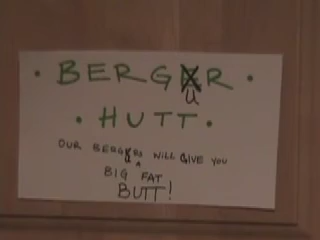 · BERGUR ·
· HUTT ·
OUR BERGERS WILL GIVE YOU
BIG FAT
BUTT!